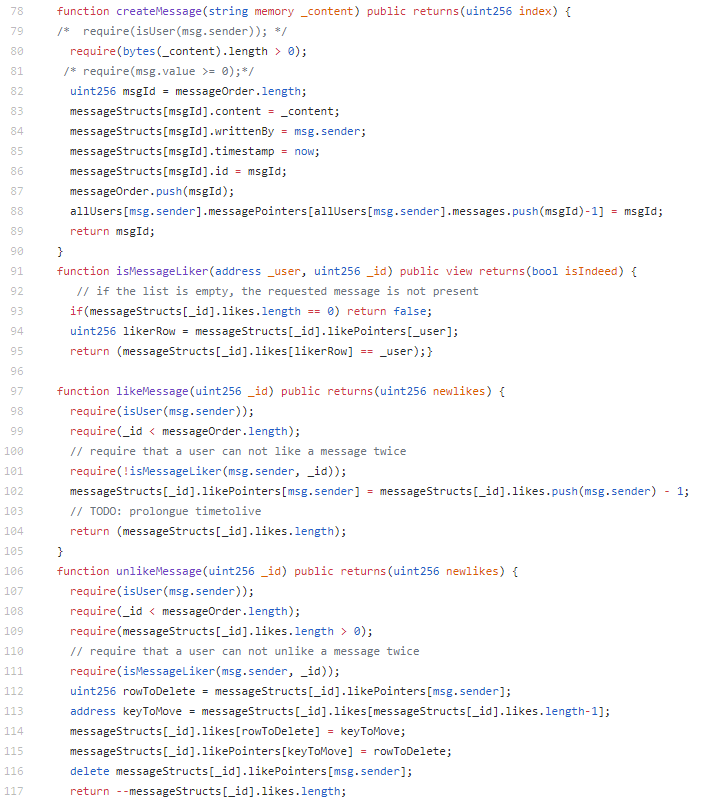 78 function createMessage(string memory _content) public returns(uint256 index) {
79 /*  require(isUser(msg.sender)); */
80 require(bytes(_content).length > 0);
81 /* require(msg.value >= 0);*/
82 uint256 msgId = messageOrder.length;
83 messageStructs[msgId].content = _content;
84 messageStructs[msgId].writtenBy = msg.sender;
85 messageStructs[msgId].timestamp = now;
86 messageStructs[msgId].id = msgId;
87 messageOrder.push(msgId);
88 allUsers[msg.sender].messagePointers[allUsers[msg.sender].messages.push(msgId)-1] = msgId;
89 return msgId;
90 }
91 function isMessageLiker(address _user, uint256 _id) public view returns(bool isIndeed) {
92 // if the list is empty, the requested message is not present
93 if(messageStructs[_id].likes.length == 0) return false;
94 uint256 likerRow = messageStructs[_id].likePointers[_user];
95 return (messageStructs[_id].likes[likerRow] == _user);}
96
97 function likeMessage(uint256 _id) public returns(uint256 newlikes) {
98 require(isUser(msg.sender));
99 require(_id < messageOrder.length);
100 // require that a user can not like a message twice
101 require(!isMessageLiker(msg.sender, _id));
102 messageStructs[_id].likePointers[msg.sender] = messageStructs[_id].likes.push(msg.sender) - 1;
103 // TODO: prolongue timetolive
104 return (messageStructs[_id].likes.length);
105 }
106 function unlikeMessage(uint256 _id) public returns(uint256 newlikes) {
107 require(isUser(msg.sender));
108 require(_id < messageOrder.length);
109 require(messageStructs[_id].likes.length > 0);
110 // require that a user can not unlike a message twice
111 require(isMessageLiker(msg.sender, _id));
112 uint256 rowToDelete = messageStructs[_id].likePointers[msg.sender];
113 address keyToMove = messageStructs[_id].likes[messageStructs[_id].likes.length-1];
114 messageStructs[_id].likes[rowToDelete] = keyToMove;
115 messageStructs[_id].likePointers[keyToMove] = rowToDelete;
116 delete messageStructs[_id].likePointers[msg.sender];
117 return --messageStructs[_id].likes.length;